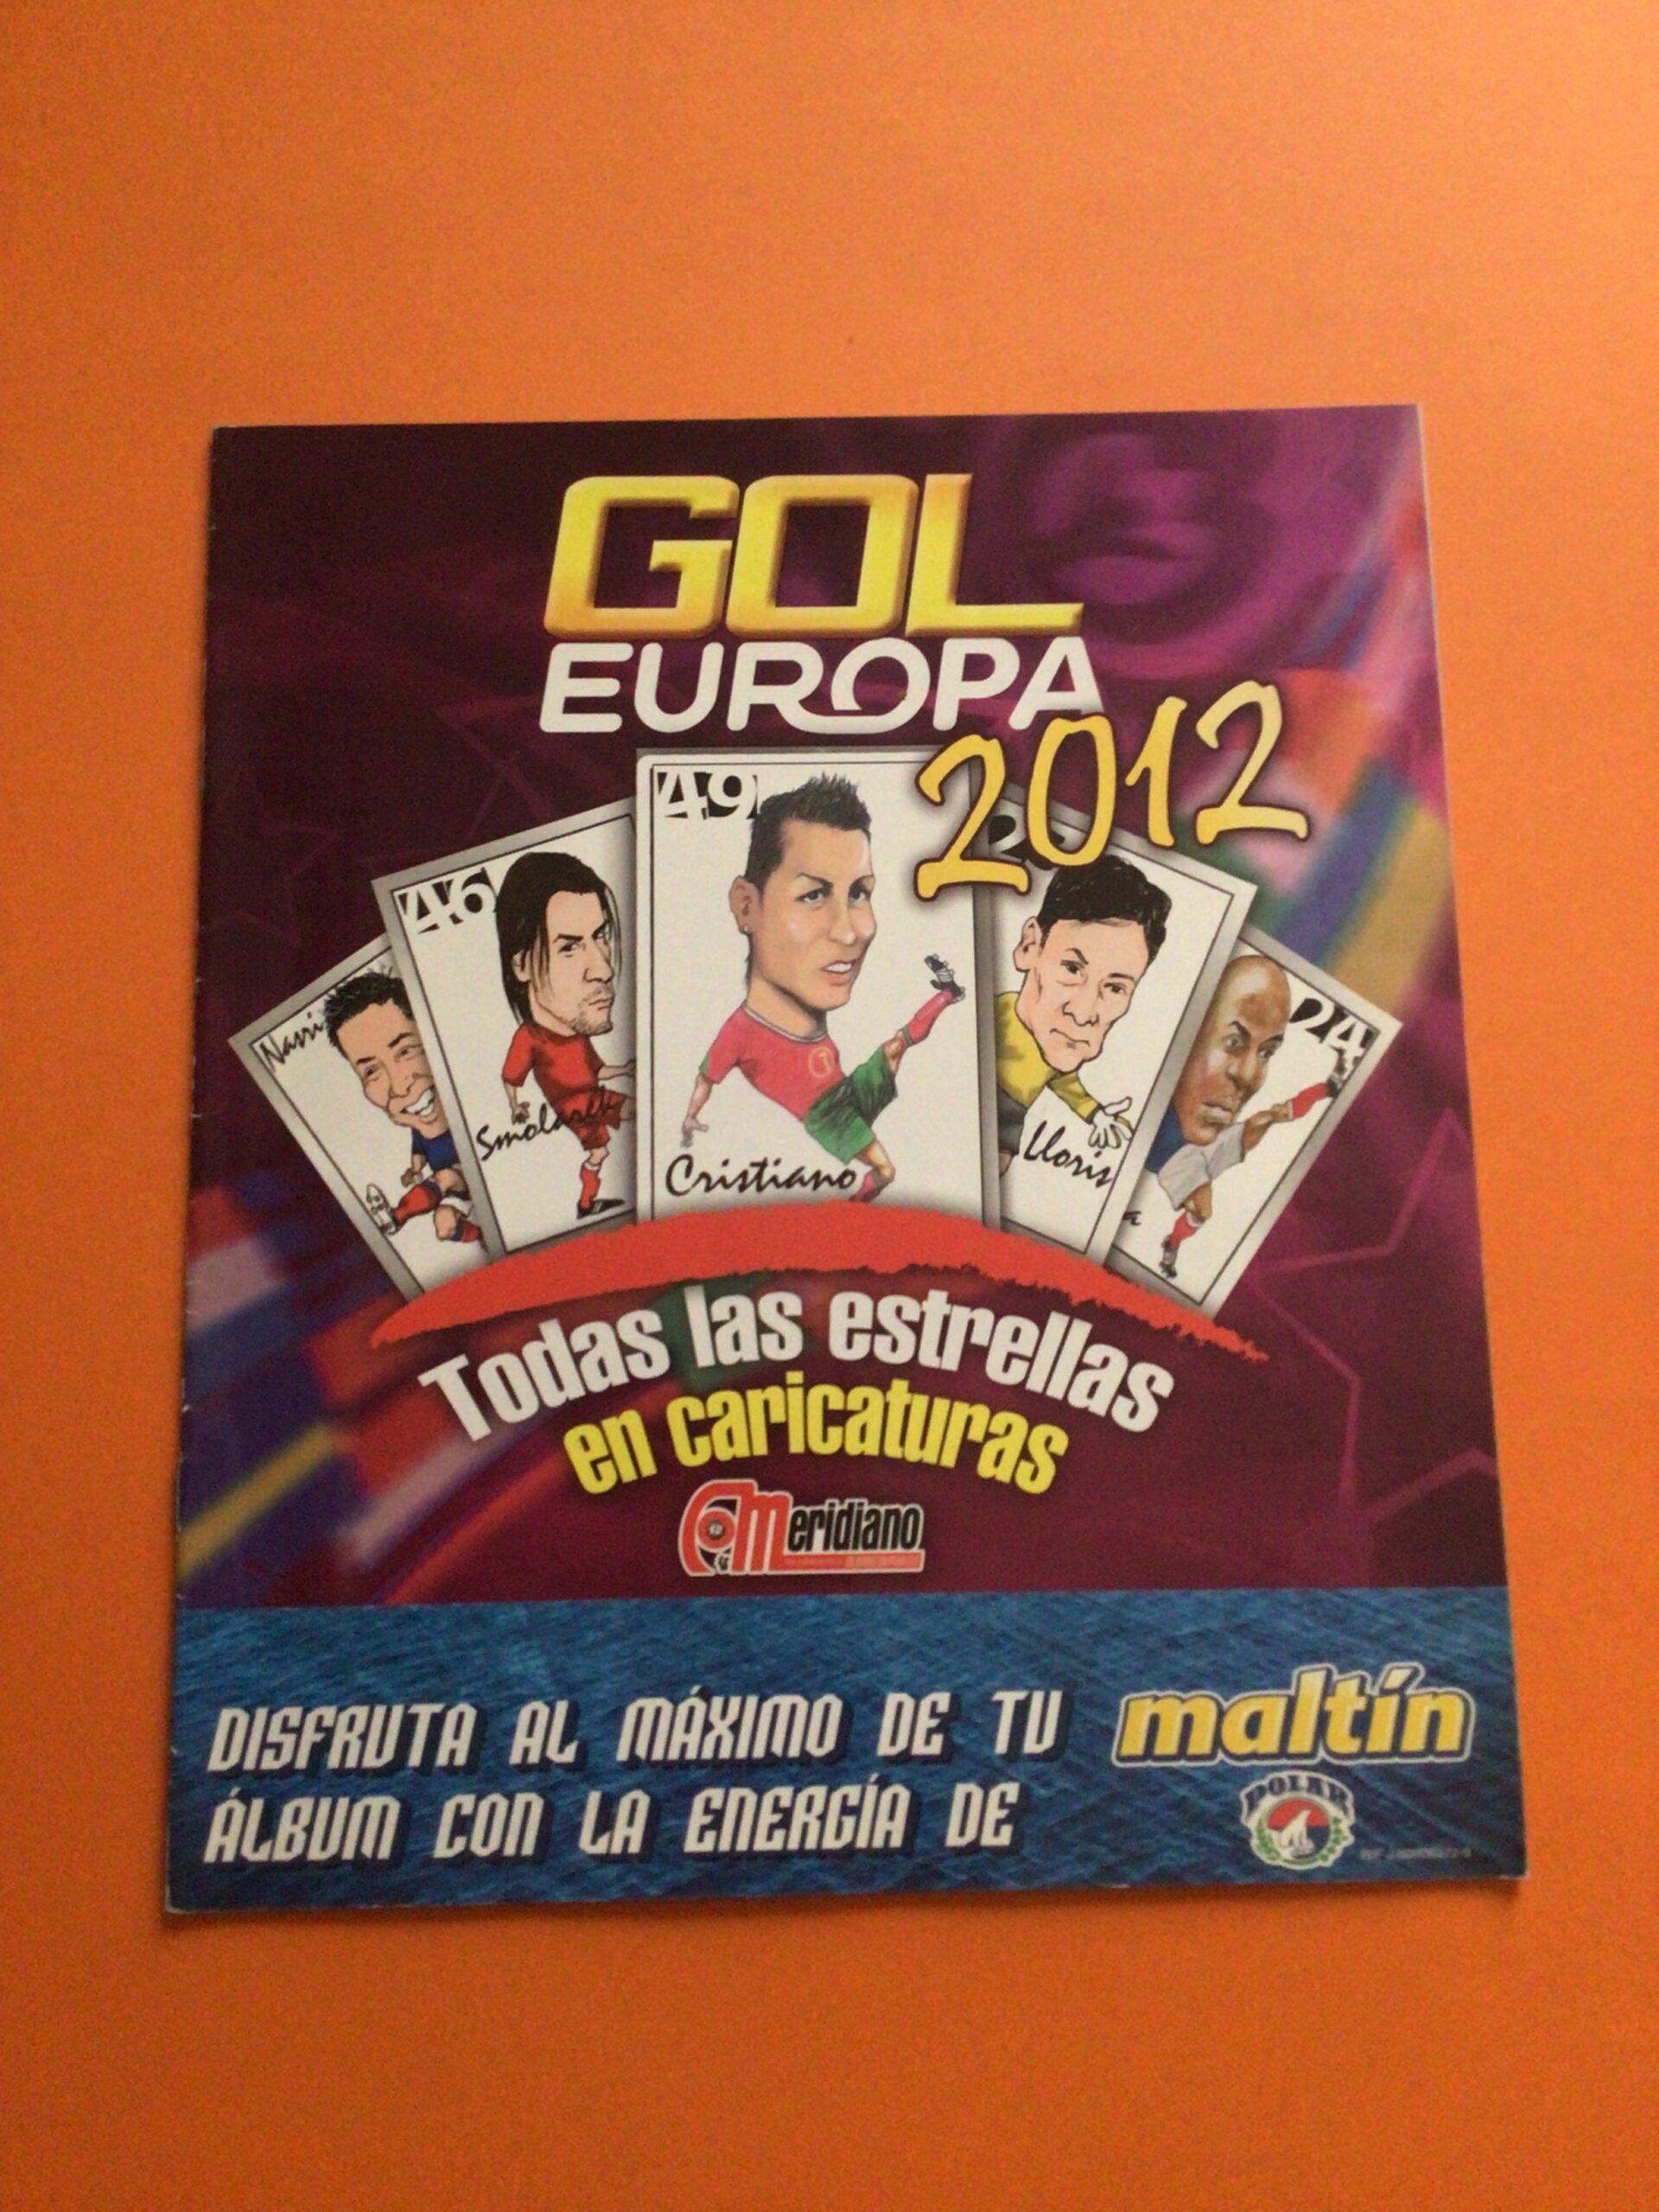 GOL
EUROPA
2012
49
46
24
Nasri
Smolarek
Cristiano
Lloris
Todas las estrellas
en caricaturas
Meridiano
DISFRUTA AL MÁXIMO DE TU
ÁLBUM CON LA ENERGÍA DE
maltín
POLAR